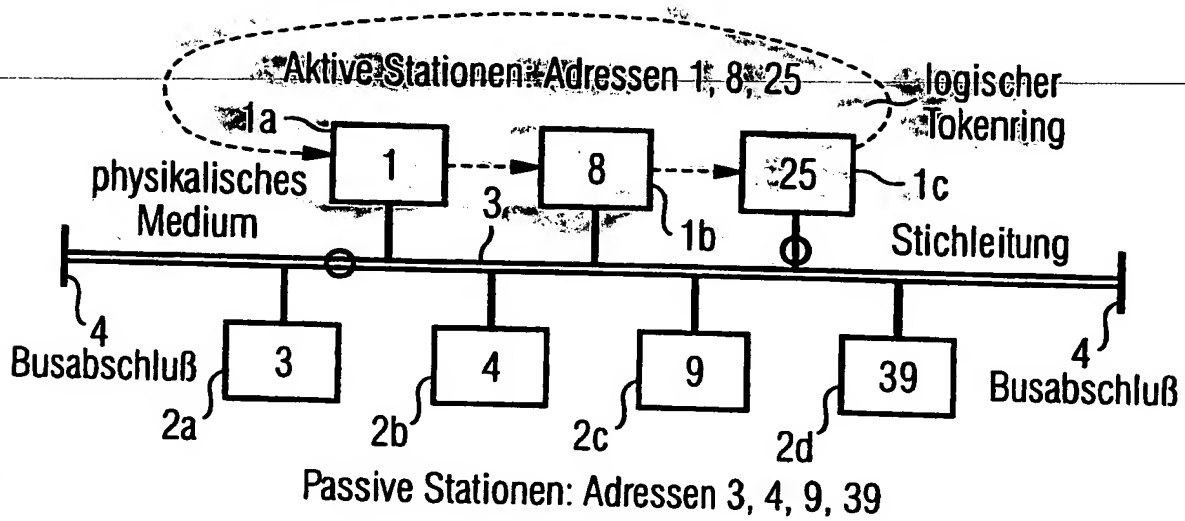 Aktive Stationen: Adressen 1, 8, 25
logischer
Tokenring
1a
1
8
25
1c
physikalisches
Medium
3
1b
Stichleitung
4
Busabschluß
3
4
9
39
4
Busabschluß
2a
2b
2c
2d
Passive Stationen: Adressen 3, 4, 9, 39